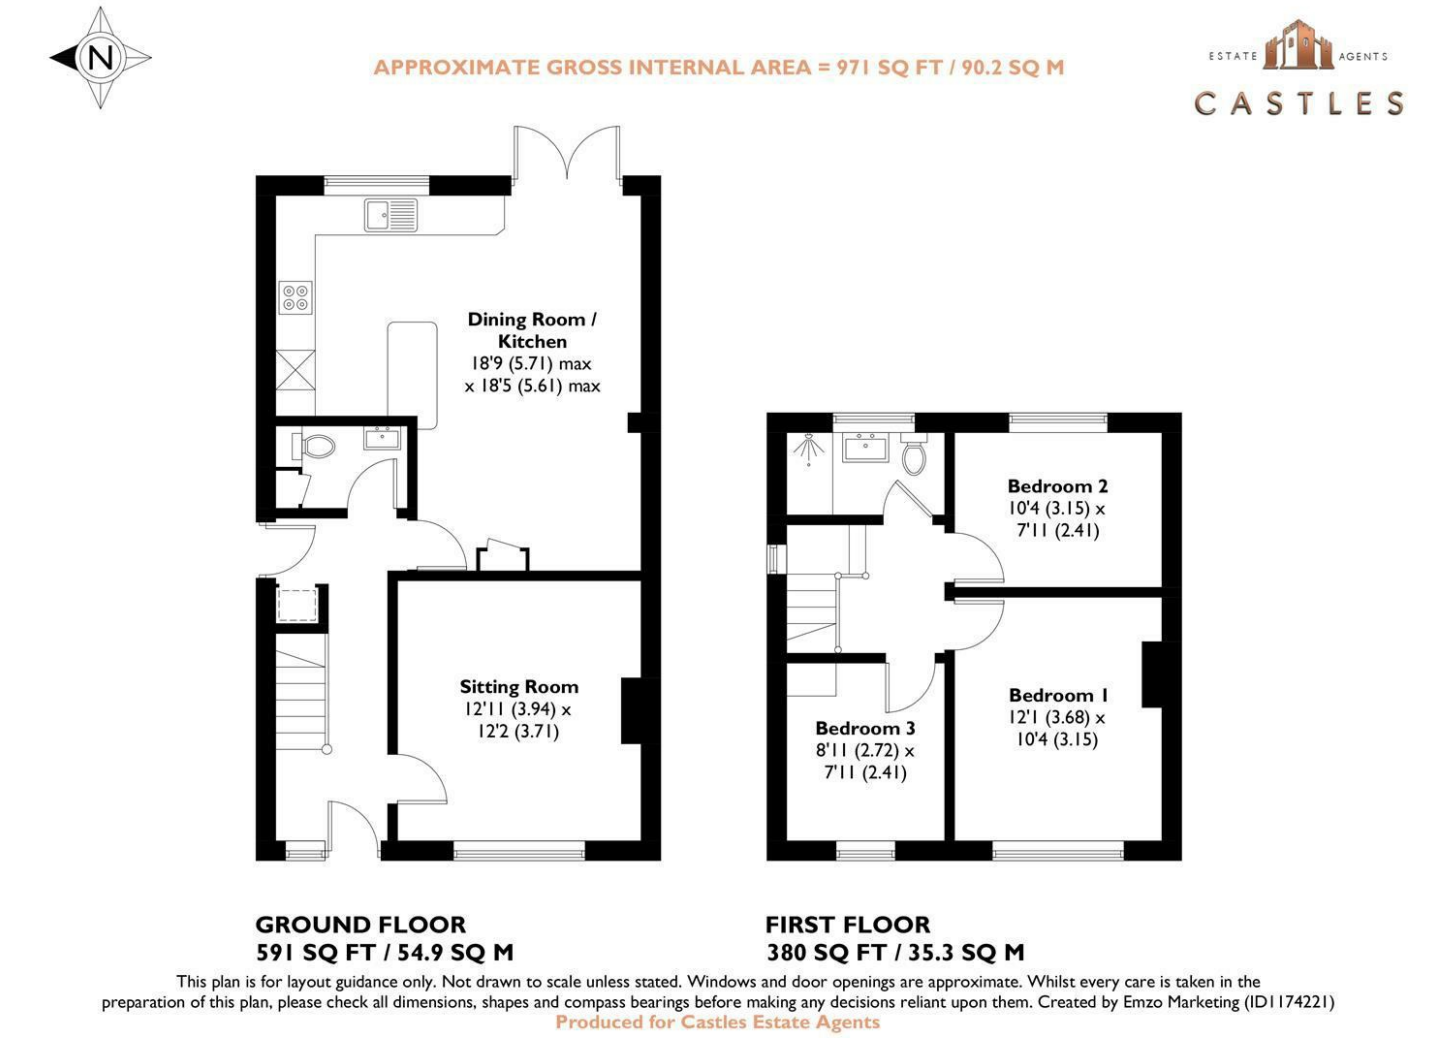 N
APPROXIMATE GROSS INTERNAL AREA = 971 SQ FT / 90.2 SQ M
ESTATE AGENTS
CASTLES
Dining Room /
Kitchen
18'9 (5.71) max
x 18'5 (5.61) max
Sitting Room
12'11 (3.94) x
12'2 (3.71)
Bedroom 2
10'4 (3.15) x
7'11 (2.41)
Bedroom 1
12'1 (3.68) x
10'4 (3.15)
Bedroom 3
8'11 (2.72) x
7'11 (2.41)
GROUND FLOOR
591 SQ FT / 54.9 SQ M
FIRST FLOOR
380 SQ FT / 35.3 SQ M
This plan is for layout guidance only. Not drawn to scale unless stated. Windows and door openings are approximate. Whilst every care is taken in the
preparation of this plan, please check all dimensions, shapes and compass bearings before making any decisions reliant upon them. Created by Emzo Marketing (ID1174221)
Produced for Castles Estate Agents